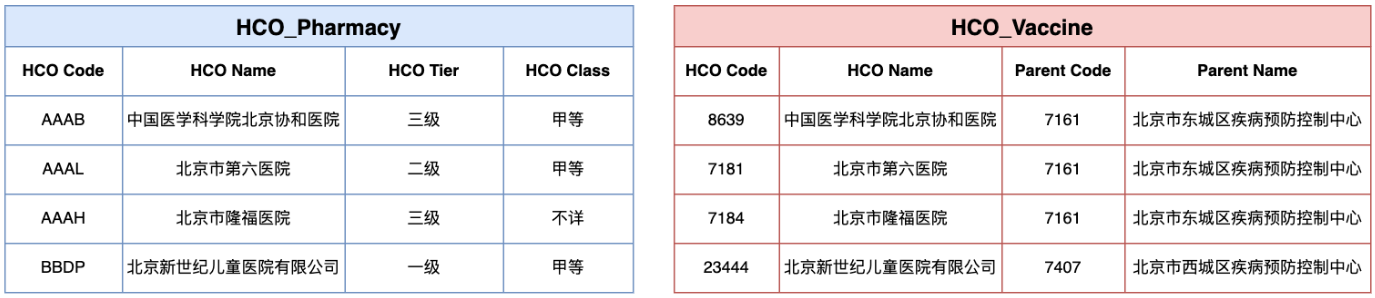 HCO_Pharmacy
HCO Code HCO Name HCO Tier HCO Class
AAAB 中国医学科学院北京协和医院 三级 甲等
AAAL 北京市第六医院 二级 甲等
AAAH 北京市隆福医院 三级 不详
BBDP 北京新世纪儿童医院有限公司 一级 甲等
HCO_Vaccine
HCO Code HCO Name Parent Code Parent Name
8639 中国医学科学院北京协和医院 7161 北京市东城区疾病预防控制中心
7181 北京市第六医院 7161 北京市东城区疾病预防控制中心
7184 北京市隆福医院 7161 北京市东城区疾病预防控制中心
23444 北京新世纪儿童医院有限公司 7407 北京市西城区疾病预防控制中心